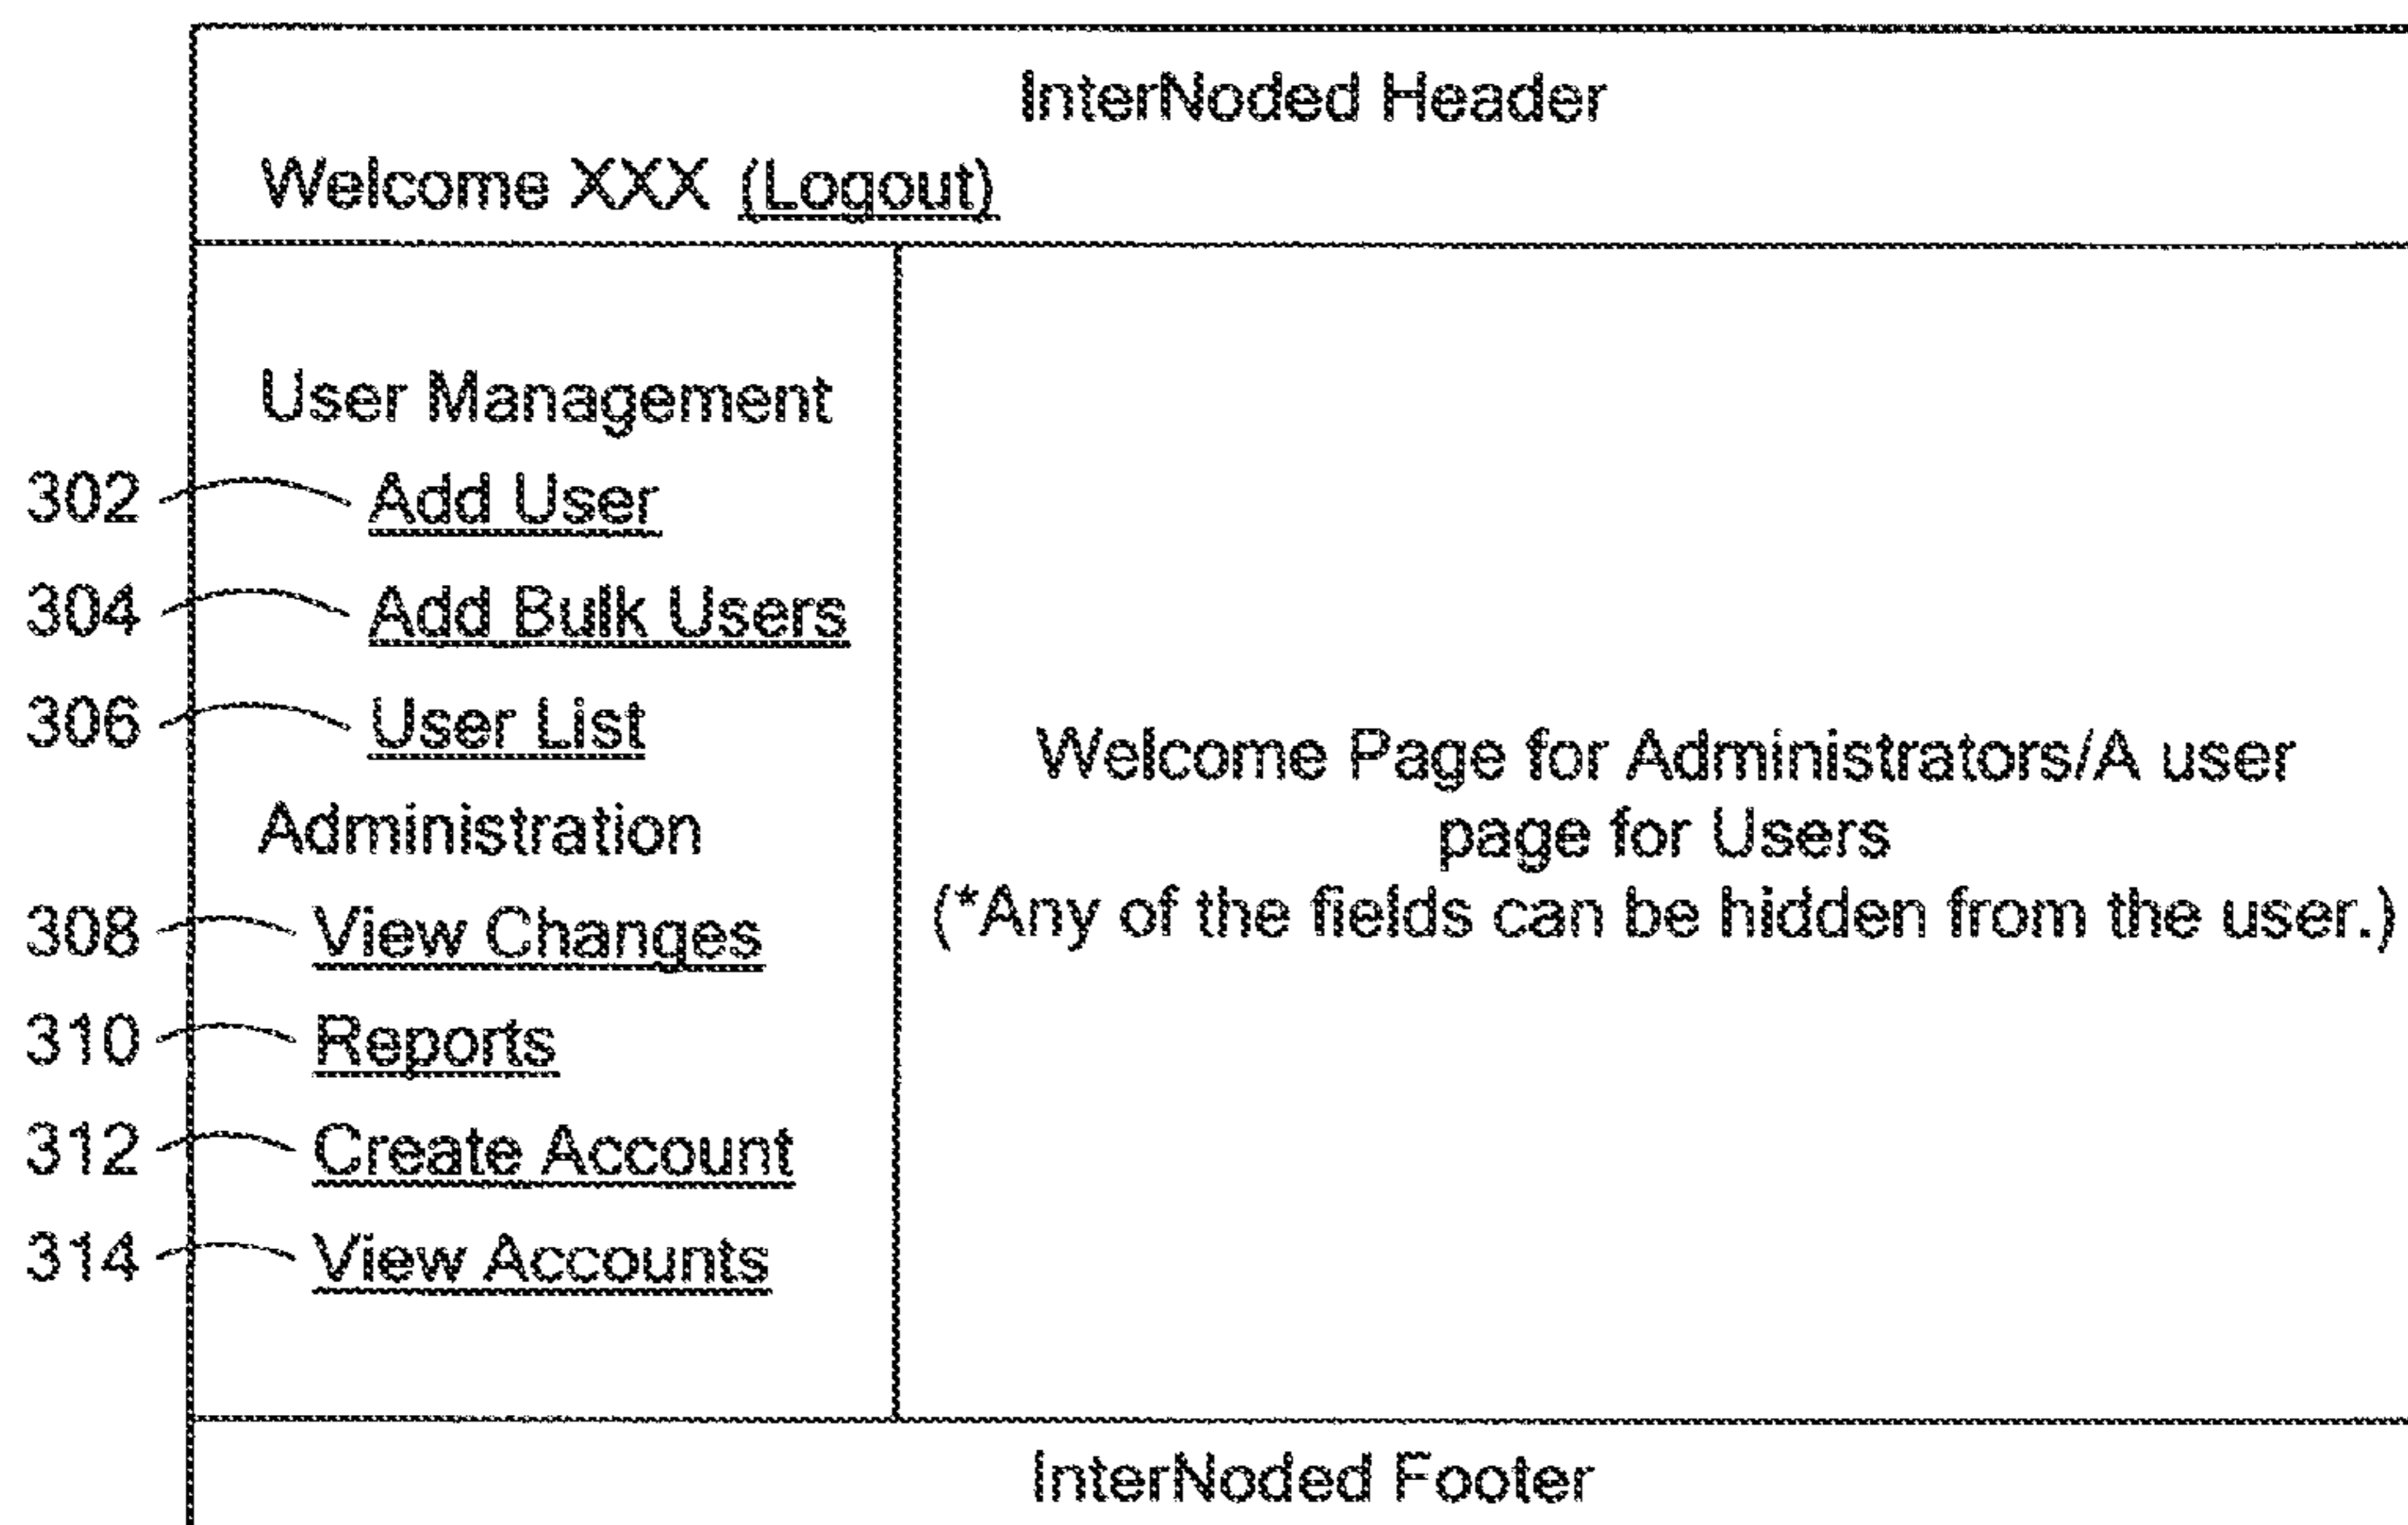 InterNoded Header
Welcome XXX (Logout)
User Management
302 Add User
304 Add Bulk Users
306 User List
Administration
308 View Changes
310 Reports
312 Create Account
314 View Accounts
Welcome Page for Administrators/A user
page for Users
(*Any of the fields can be hidden from the user.)
InterNoded Footer